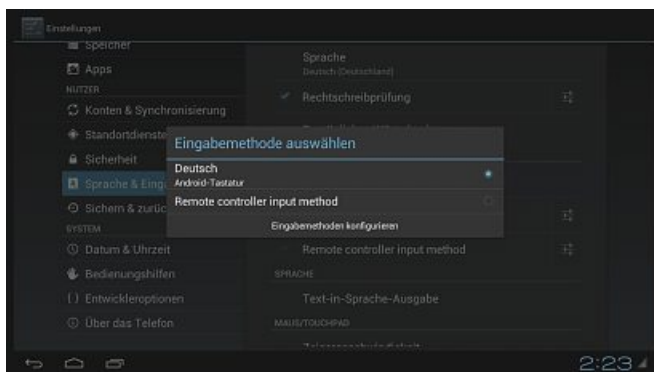 Einstellungen
Speicher
Apps
NUTZER
Konten & Synchronisierung
Standortdienste
Sicherheit
Sprache & Einga
Sichern & zurüc
SYSTEM
Datum & Uhrzeit
Bedienungshilfen
{ } Entwickleroptionen
Über das Telefon
Sprache
Deutsch (Deutschland)
Rechtschreibprüfung
Eingabemethode auswählen
Deutsch
Android-Tastatur
Remote controller input method
Eingabemethoden konfigurieren
Remote controller input method
SPRACHE
Text-in-Sprache-Ausgabe
MAUS/TOUCHPAD
2:23